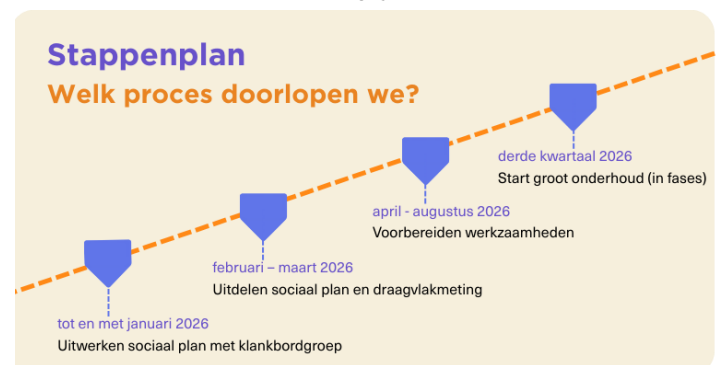 Stappenplan
Welk proces doorlopen we?
derde kwartaal 2026
Start groot onderhoud (in fases)
april - augustus 2026
Voorbereiden werkzaamheden
februari – maart 2026
Uitdelen sociaal plan en draagvlakmeting
tot en met januari 2026
Uitwerken sociaal plan met klankbordgroep